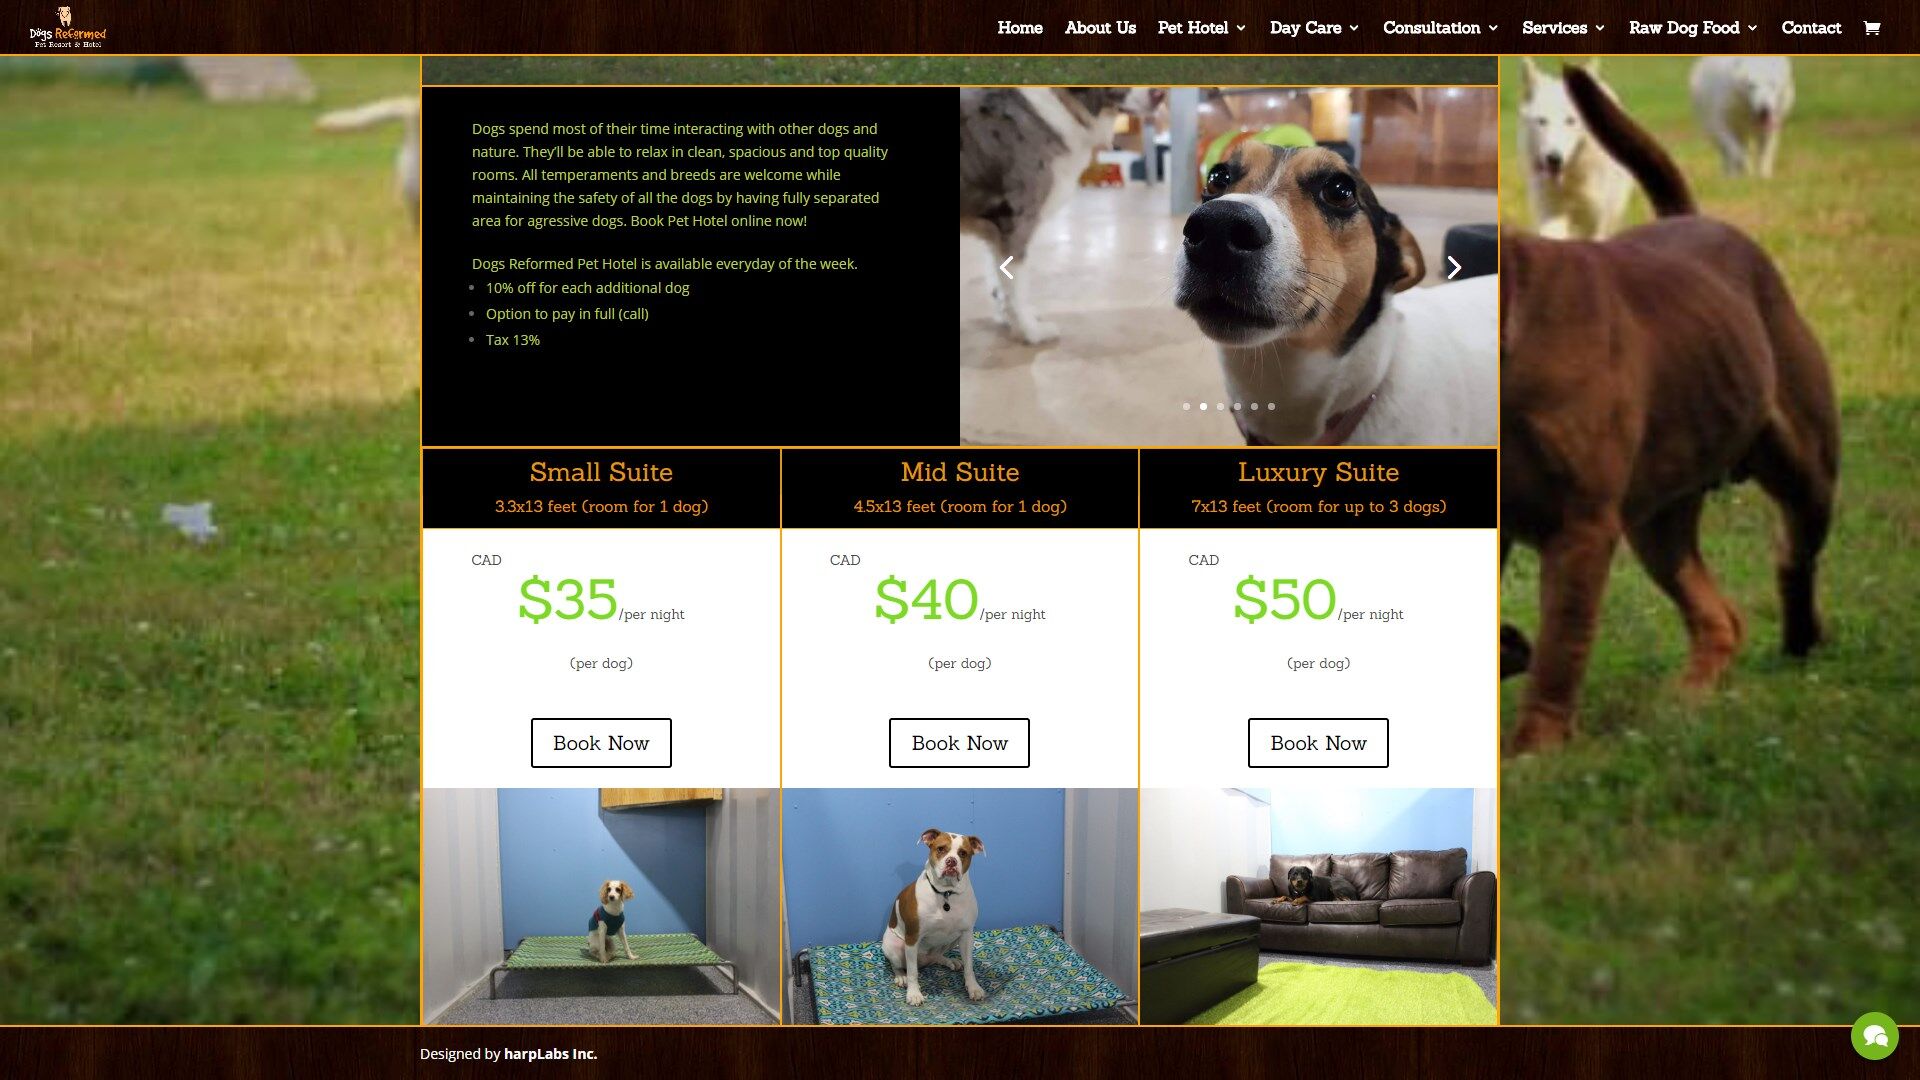 Dogs Reformed
Pet Resort & Hotel
Home
About Us
Pet Hotel
Day Care
Consultation
Services
Raw Dog Food
Contact
Dogs spend most of their time interacting with other dogs and
nature. They'll be able to relax in clean, spacious and top quality
rooms. All temperaments and breeds are welcome while
maintaining the safety of all the dogs by having fully separated
area for agressive dogs. Book Pet Hotel online now!
Dogs Reformed Pet Hotel is available everyday of the week.
10% off for each additional dog
Option to pay in full (call)
Tax 13%
Small Suite
3.3x13 feet (room for 1 dog)
CAD
$35/per night
(per dog)
Book Now
Mid Suite
4.5x13 feet (room for 1 dog)
CAD
$40/per night
(per dog)
Book Now
Luxury Suite
7x13 feet (room for up to 3 dogs)
CAD
$50/per night
(per dog)
Book Now
Designed by harpLabs Inc.